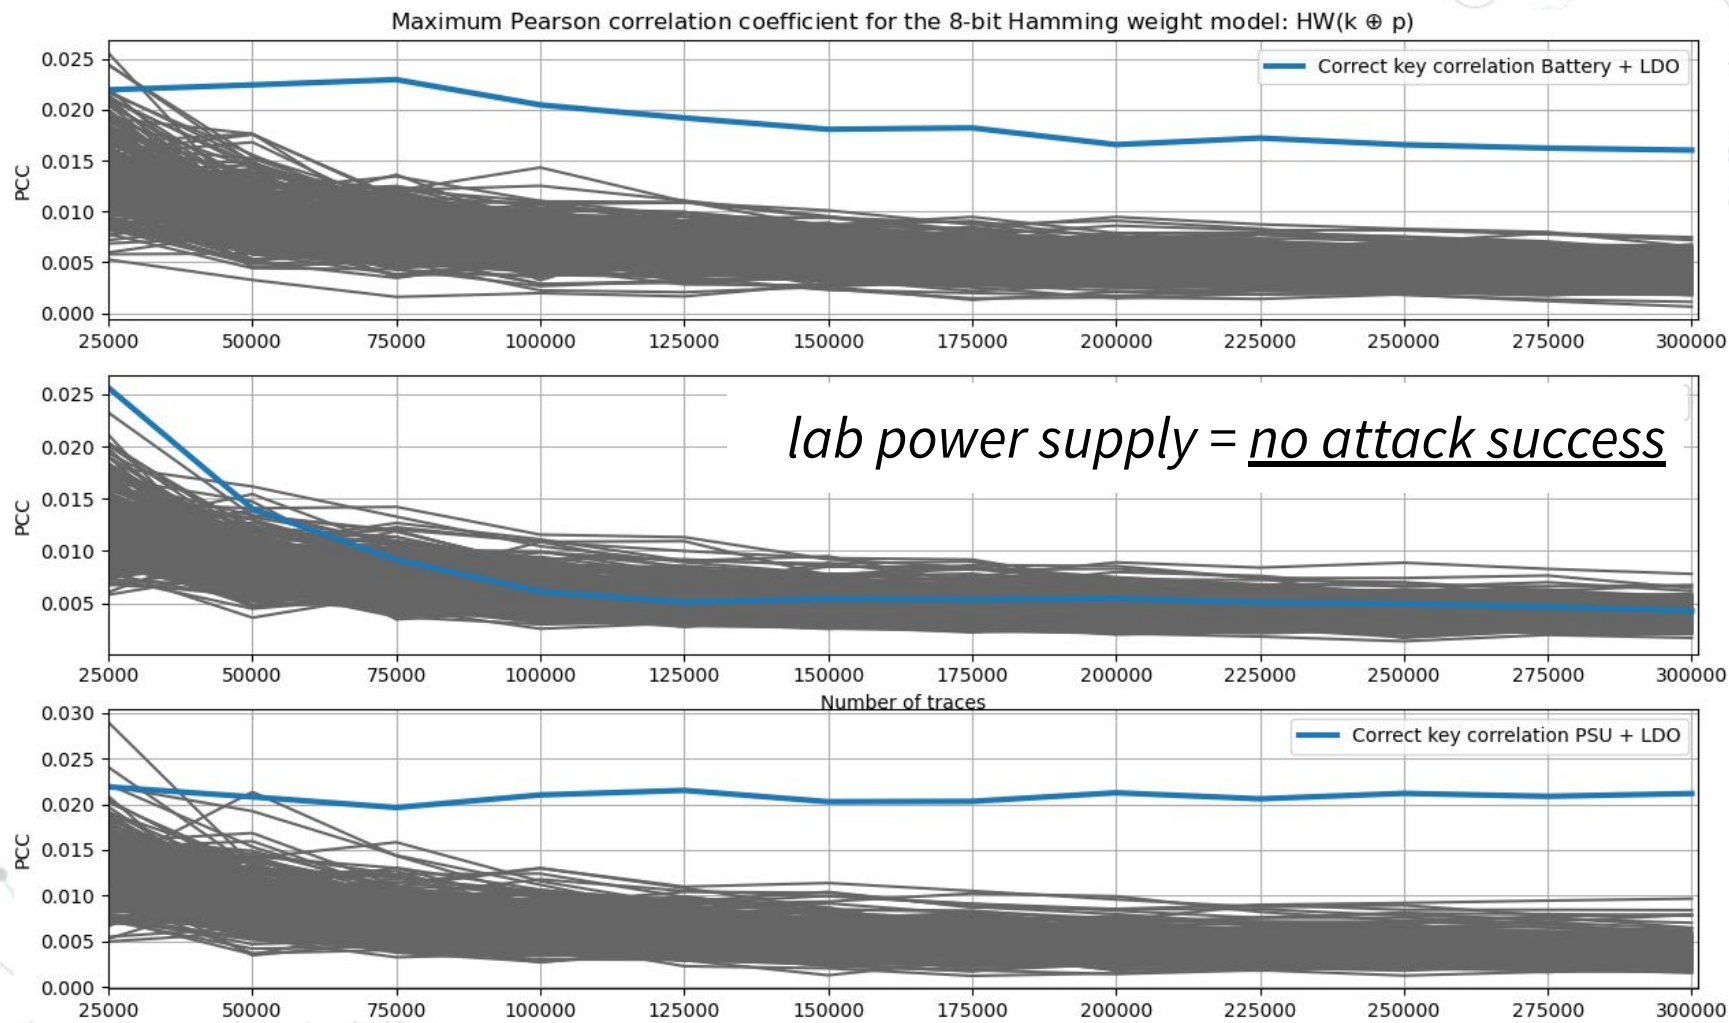 Maximum Pearson correlation coefficient for the 8-bit Hamming weight model: HW(k ⊕ p)
0.025
0.020
0.015
0.010
0.005
0.000
PCC
Correct key correlation Battery + LDO
25000 50000 75000 100000 125000 150000 175000 200000 225000 250000 275000 300000
0.025
0.020
0.015
0.010
0.005
PCC
lab power supply = no attack success
25000 50000 75000 100000 125000 150000 175000 200000 225000 250000 275000 300000
Number of traces
0.030
0.025
0.020
0.015
0.010
0.005
0.000
PCC
Correct key correlation PSU + LDO
25000 50000 75000 100000 125000 150000 175000 200000 225000 250000 275000 300000